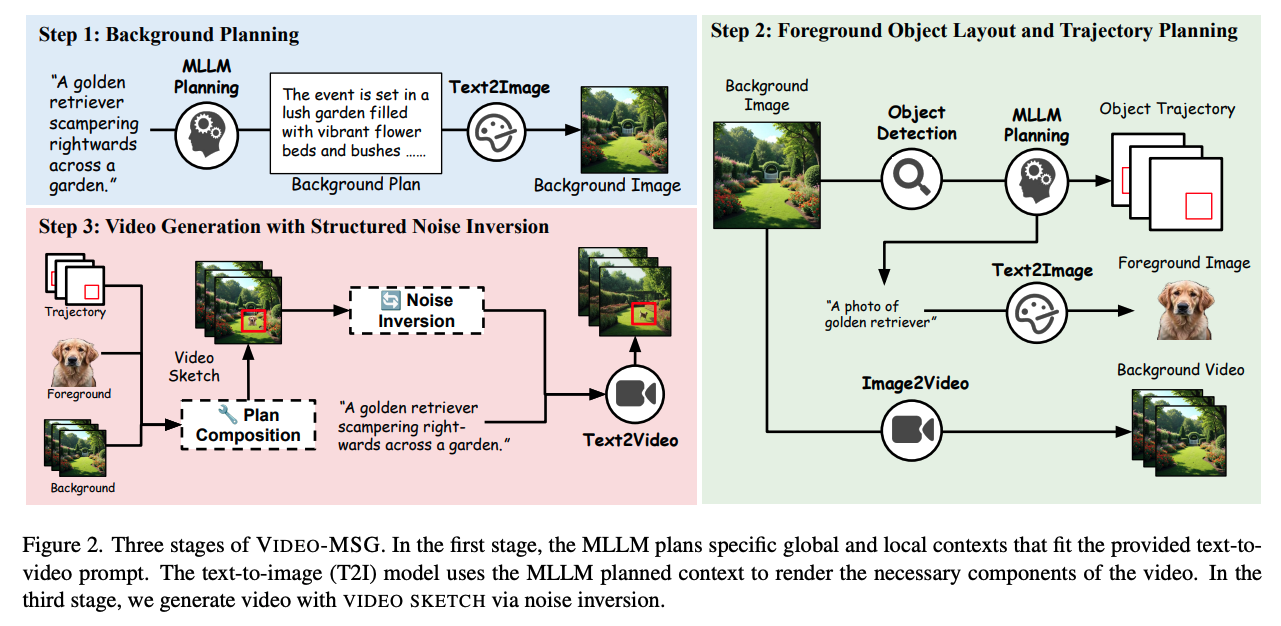 Step 1: Background Planning
“A golden
retriever
scampering
rightwards
across a
garden.”
MLLM
Planning
The event is set in a
lush garden filled
with vibrant flower
beds and bushes ......
Background Plan
Text2Image
Background Image
Step 2: Foreground Object Layout and Trajectory Planning
Background
Image
Object
Detection
MLLM
Planning
Object Trajectory
“A photo of
golden retriever”
Text2Image
Foreground Image
Image2Video
Background Video
Step 3: Video Generation with Structured Noise Inversion
Trajectory
Foreground
Background
Video
Sketch
Plan
Composition
Noise
Inversion
“A golden retriever
scampering right-
wards across a garden.”
Text2Video
Figure 2. Three stages of VIDEO-MSG. In the first stage, the MLLM plans specific global and local contexts that fit the provided text-to-
video prompt. The text-to-image (T2I) model uses the MLLM planned context to render the necessary components of the video. In the
third stage, we generate video with VIDEO SKETCH via noise inversion.